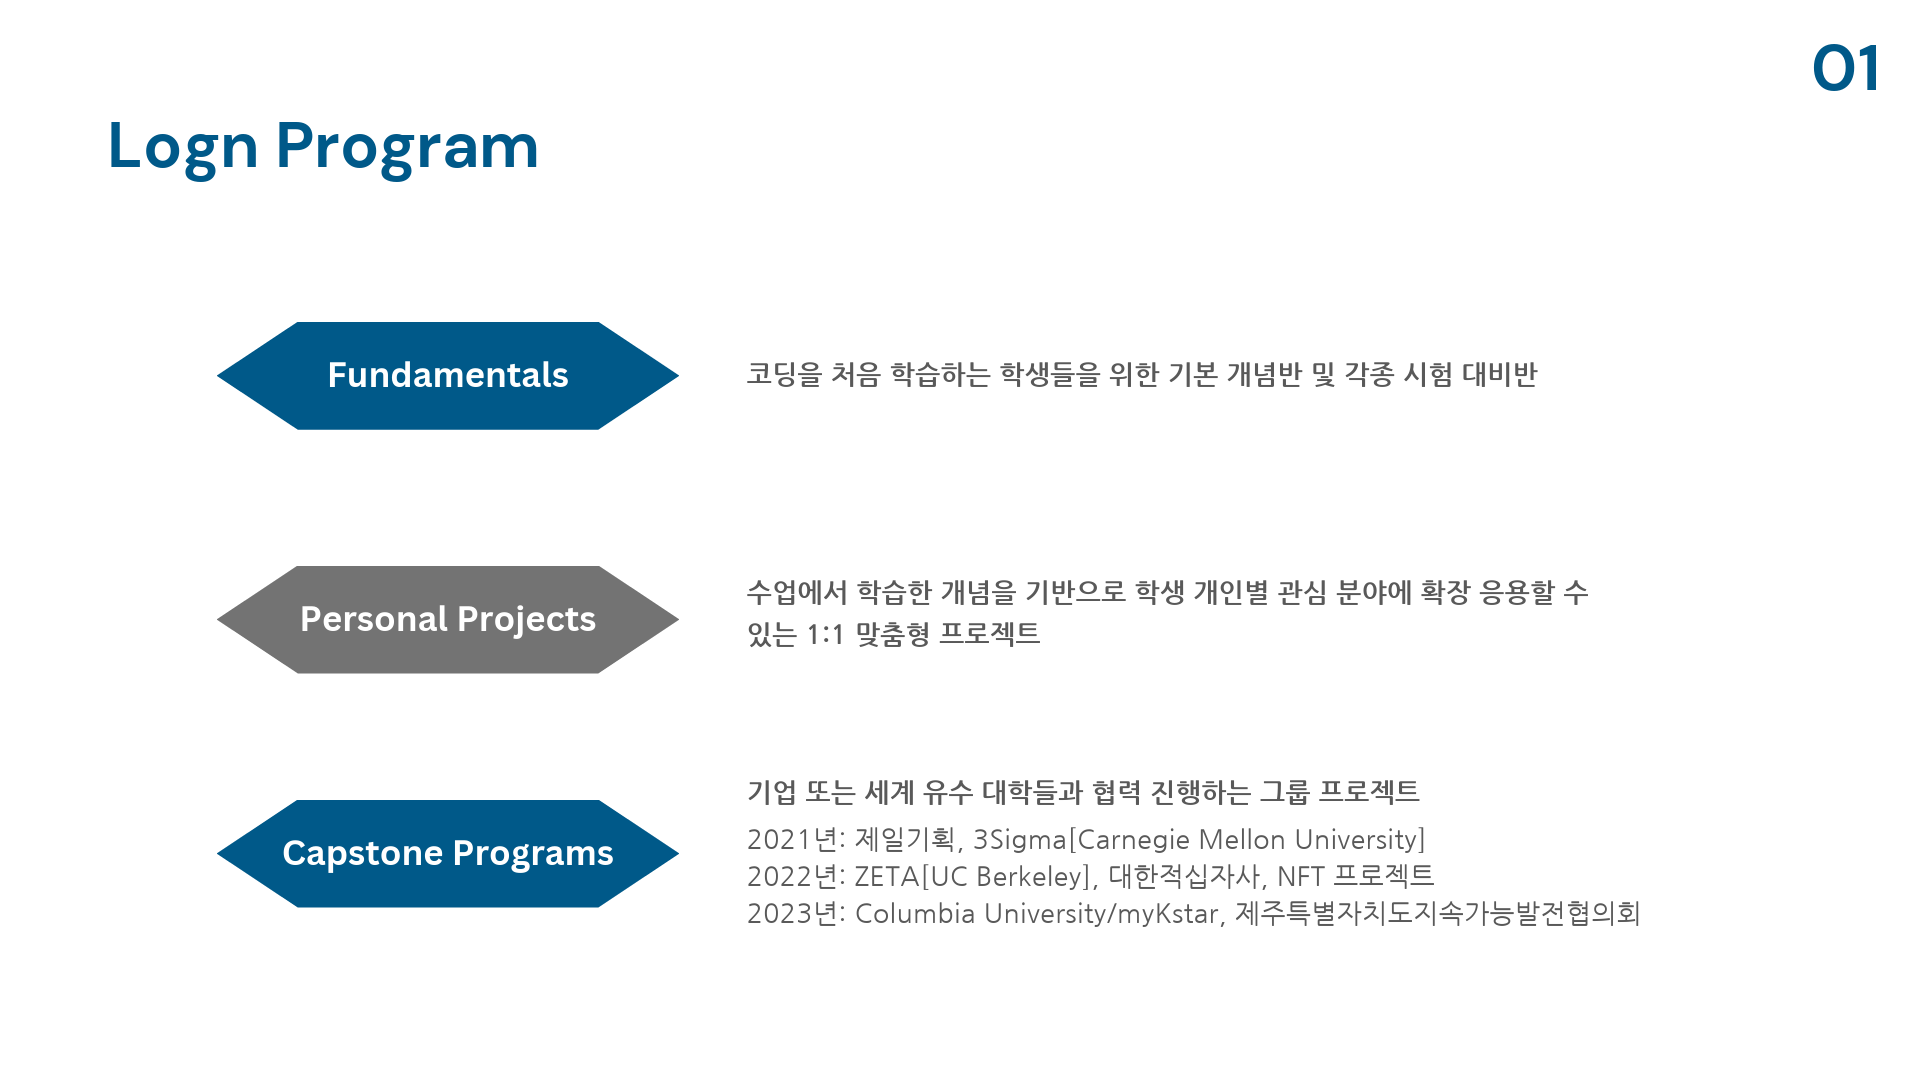 01
Logn Program
Fundamentals
코딩을 처음 학습하는 학생들을 위한 기본 개념반 및 각종 시험 대비반
Personal Projects
수업에서 학습한 개념을 기반으로 학생 개인별 관심 분야에 확장 응용할 수
있는 1:1 맞춤형 프로젝트
Capstone Programs
기업 또는 세계 유수 대학들과 협력 진행하는 그룹 프로젝트
2021년: 제일기획, 3Sigma[Carnegie Mellon University]
2022년: ZETA[UC Berkeley], 대한적십자사, NFT 프로젝트
2023년: Columbia University/myKstar, 제주특별자치도지속가능발전협의회